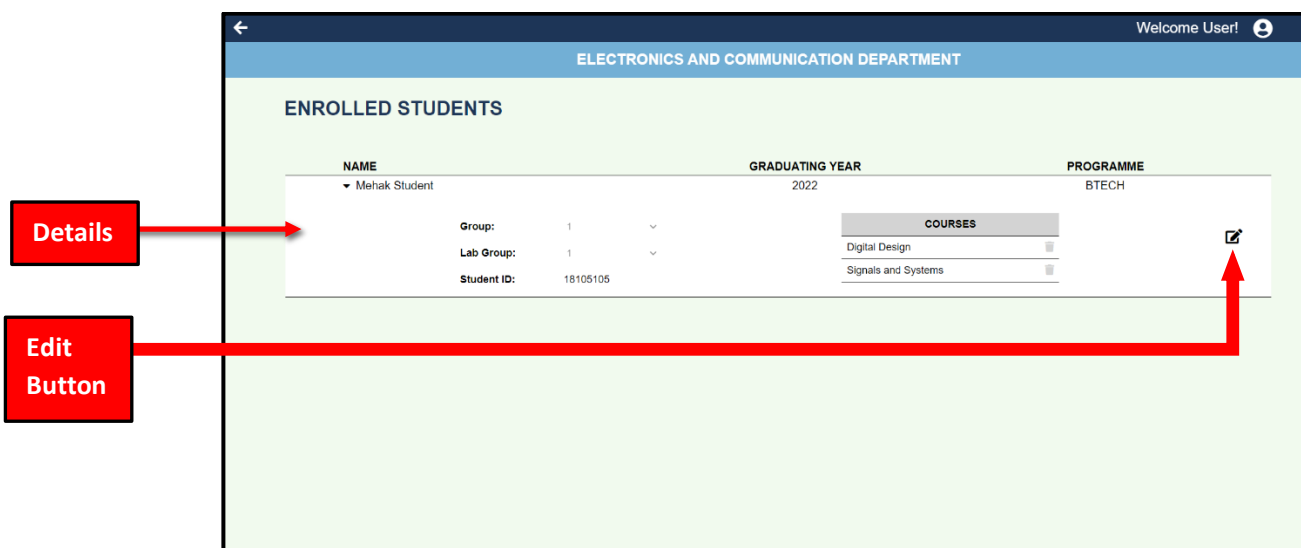 Welcome User!
ELECTRONICS AND COMMUNICATION DEPARTMENT
ENROLLED STUDENTS
NAME GRADUATING YEAR PROGRAMME
Mehak Student 2022 BTECH
Details
Group: 1
Lab Group: 1
Student ID: 18105105
COURSES
Digital Design
Signals and Systems
Edit
Button